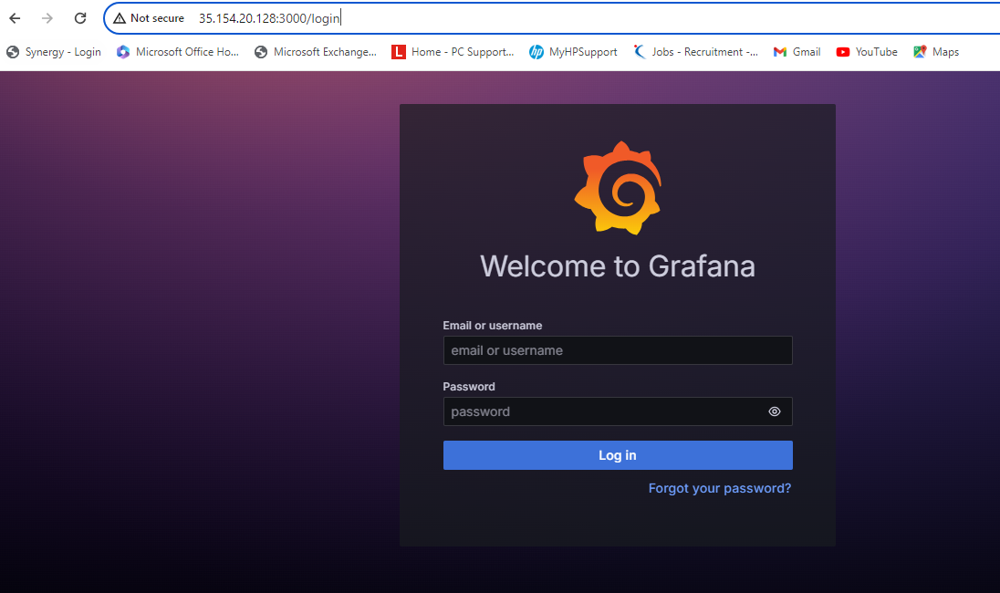 Not secure 35.154.20.128:3000/login
Synergy - Login Microsoft Office Ho... Microsoft Exchange... L Home - PC Support... hp MyHPSupport Jobs - Recruitment -... Gmail YouTube Maps
Welcome to Grafana
Email or username
email or username
Password
password
Log in
Forgot your password?